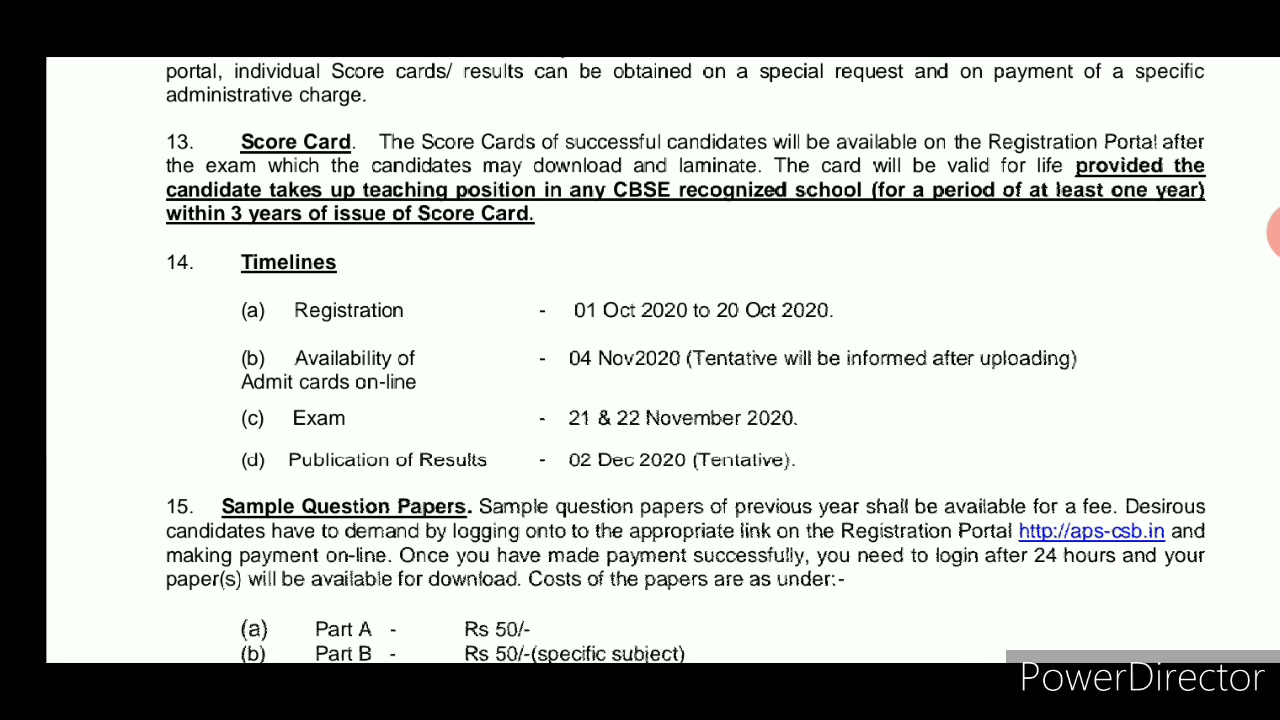 portal, individual Score cards/ results can be obtained on a special request and on payment of a specific
administrative charge.
13. Score Card. The Score Cards of successful candidates will be available on the Registration Portal after
the exam which the candidates may download and laminate. The card will be valid for life provided the
candidate takes up teaching position in any CBSE recognized school (for a period of at least one year)
within 3 years of issue of Score Card.
14. Timelines
(a) Registration - 01 Oct 2020 to 20 Oct 2020.
(b) Availability of - 04 Nov2020 (Tentative will be informed after uploading)
Admit cards on-line
(c) Exam - 21 & 22 November 2020.
(d) Publication of Results - 02 Dec 2020 (Tentative).
15. Sample Question Papers. Sample question papers of previous year shall be available for a fee. Desirous
candidates have to demand by logging onto to the appropriate link on the Registration Portal http://aps-csb.in and
making payment on-line. Once you have made payment successfully, you need to login after 24 hours and your
paper(s) will be available for download. Costs of the papers are as under:-
(a) Part A - Rs 50/-
(b) Part B - Rs 50/-(specific subject)
PowerDirector